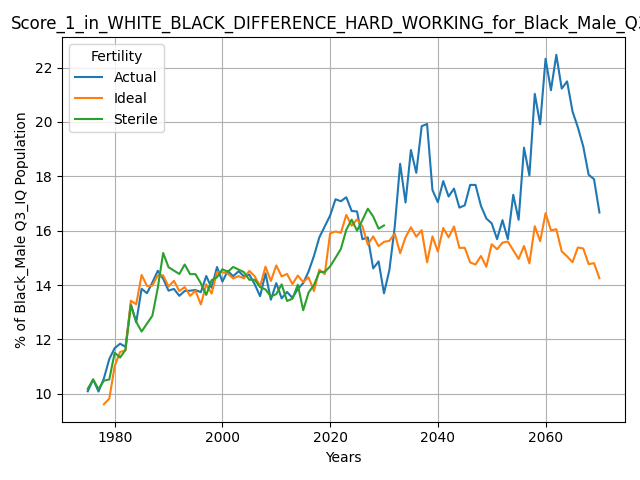 Score_1_in_WHITE_BLACK_DIFFERENCE_HARD_WORKING_for_Black_Male_Q3
Fertility
Actual
Ideal
Sterile
% of Black_Male Q3_IQ Population
22
20
18
16
14
12
10
1980 2000 2020 2040 2060
Years